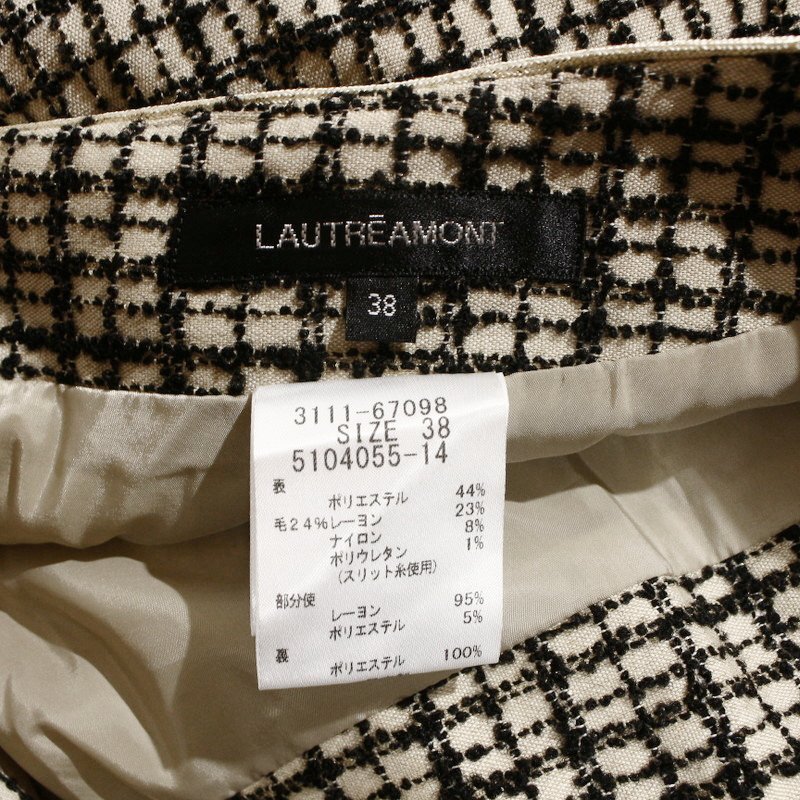 LAUTRĒAMONT
38
3111-67098
SIZE 38
5104055-14
表
ポリエステル 44%
毛24%レーヨン 23%
ナイロン 8%
ポリウレタン 1%
(スリット糸使用)
部分使
レーヨン 95%
ポリエステル 5%
裏
ポリエステル 100%